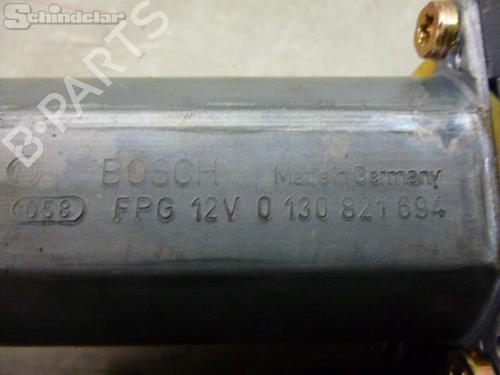 Schindelar
B-PARTS
BOSCH Made in Germany
058 FPG 12V 0 130 821 694